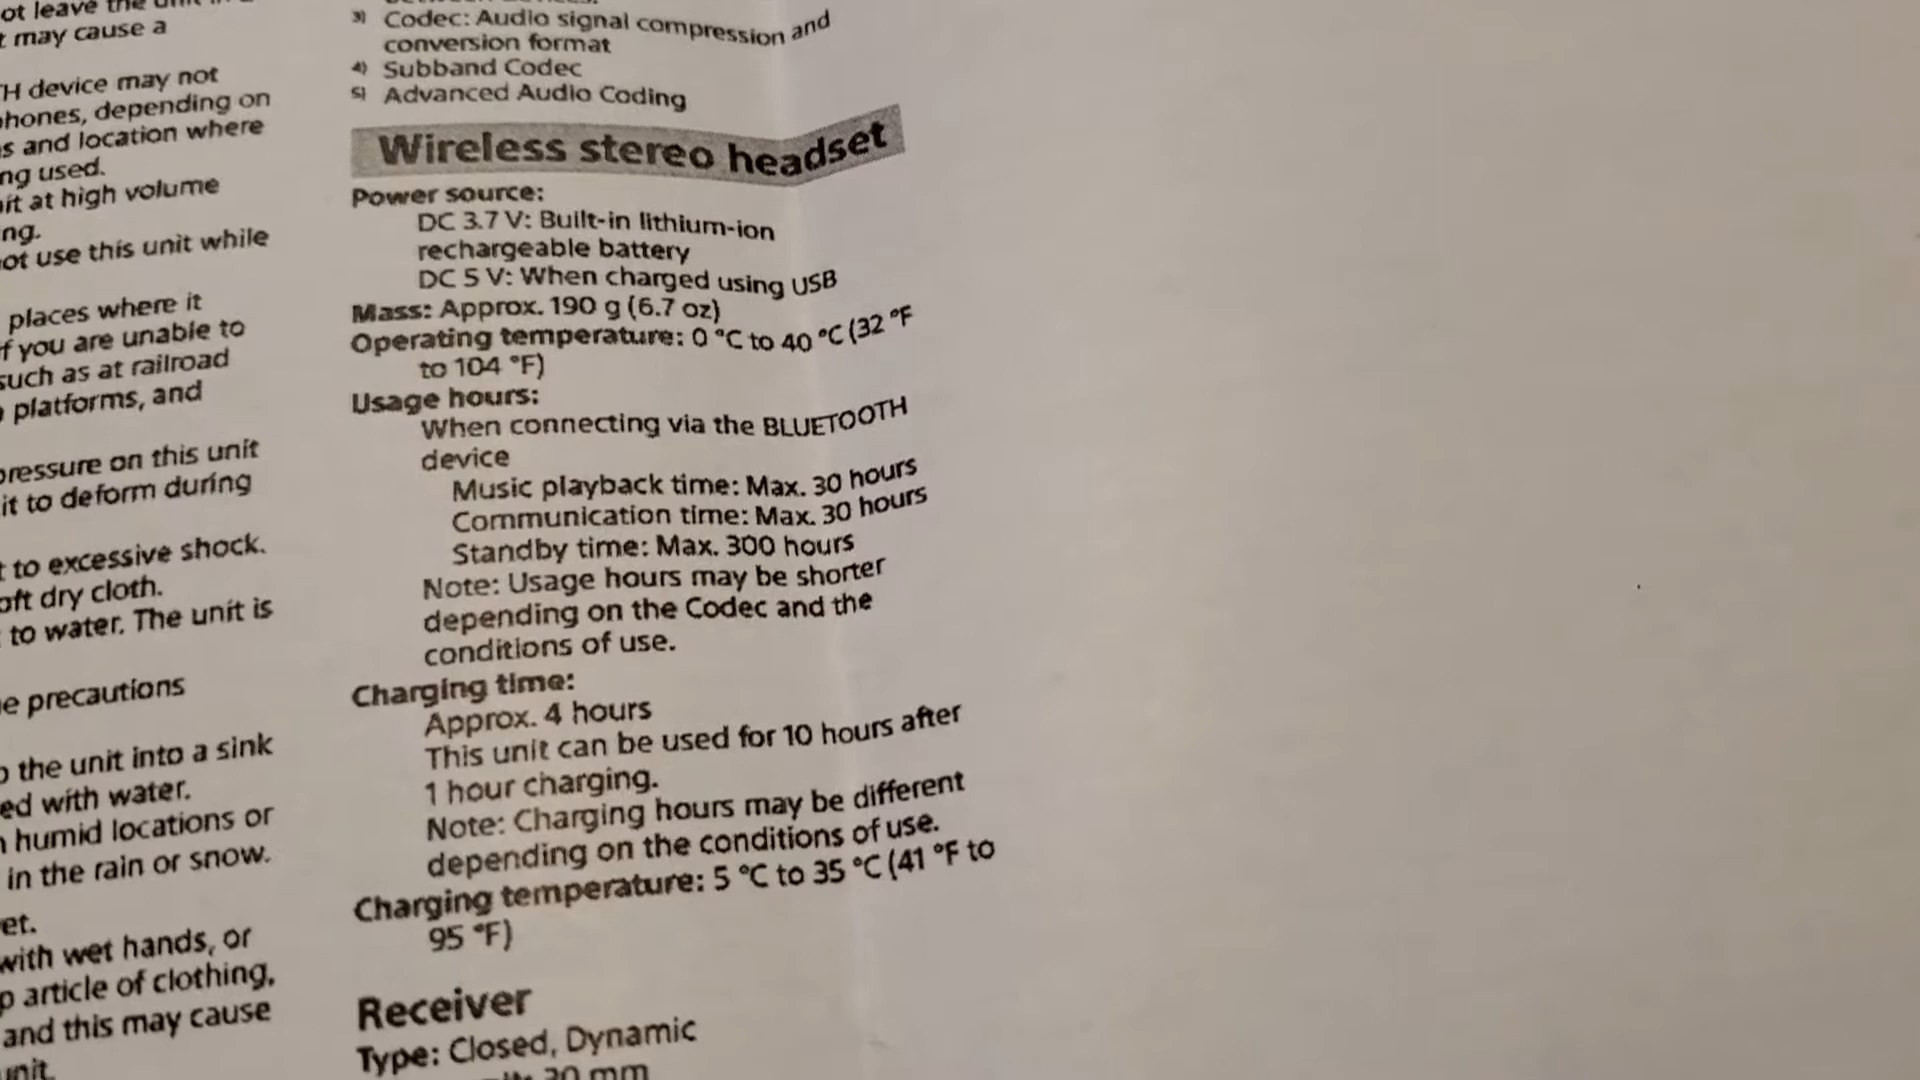 ot leave the
t may cause a
H device may not
phones, depending on
s and location where
ng used.
it at high volume
ng.
ot use this unit while
places where it
f you are unable to
such as at railroad
platforms, and
pressure on this unit
it to deform during
t to excessive shock.
oft dry cloth.
to water. The unit is
e precautions
the unit into a sink
ed with water.
humid locations or
in the rain or snow.
et.
with wet hands, or
p article of clothing,
and this may cause
unit.
3) Codec: Audio signal compression and
conversion format
4) Subband Codec
5) Advanced Audio Coding
Wireless stereo headset
Power source:
DC 3.7 V: Built-in lithium-ion
rechargeable battery
DC 5 V: When charged using USB
Mass: Approx. 190 g (6.7 oz)
Operating temperature: 0 °C to 40 °C (32 °F
to 104 °F)
Usage hours:
When connecting via the BLUETOOTH
device
Music playback time: Max. 30 hours
Communication time: Max. 30 hours
Standby time: Max. 300 hours
Note: Usage hours may be shorter
depending on the Codec and the
conditions of use.
Charging time:
Approx. 4 hours
This unit can be used for 10 hours after
1 hour charging.
Note: Charging hours may be different
depending on the conditions of use.
Charging temperature: 5 °C to 35 °C (41 °F to
95 °F)
Receiver
Type: Closed, Dynamic
30 mm